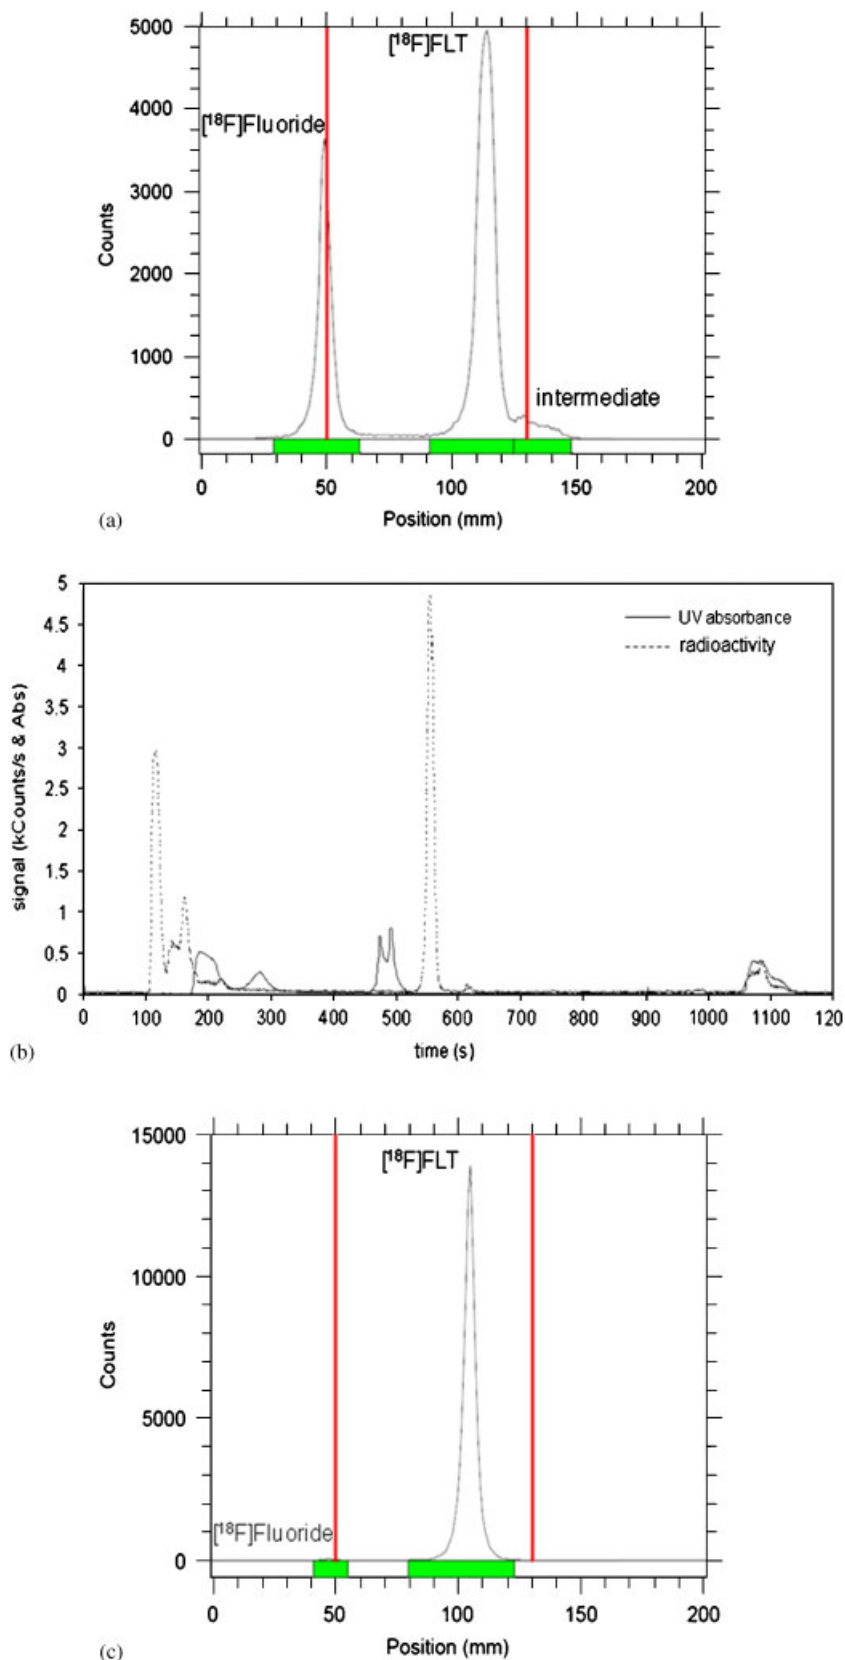 5000
[¹⁸F]FLT
4000
[¹⁸F]Fluoride
3000
Counts
2000
1000
intermediate
0
0 50 100 150 200
Position (mm)
(a)
5
UV absorbance
4.5
radioactivity
4
3.5
signal (kCounts/s & Abs)
3
2.5
2
1.5
1
0.5
0
0 100 200 300 400 500 600 700 800 900 1000 1100 120
time (s)
(b)
15000
[¹⁸F]FLT
10000
Counts
5000
[¹⁸F]Fluoride
0
0 50 100 150 200
Position (mm)
(c)